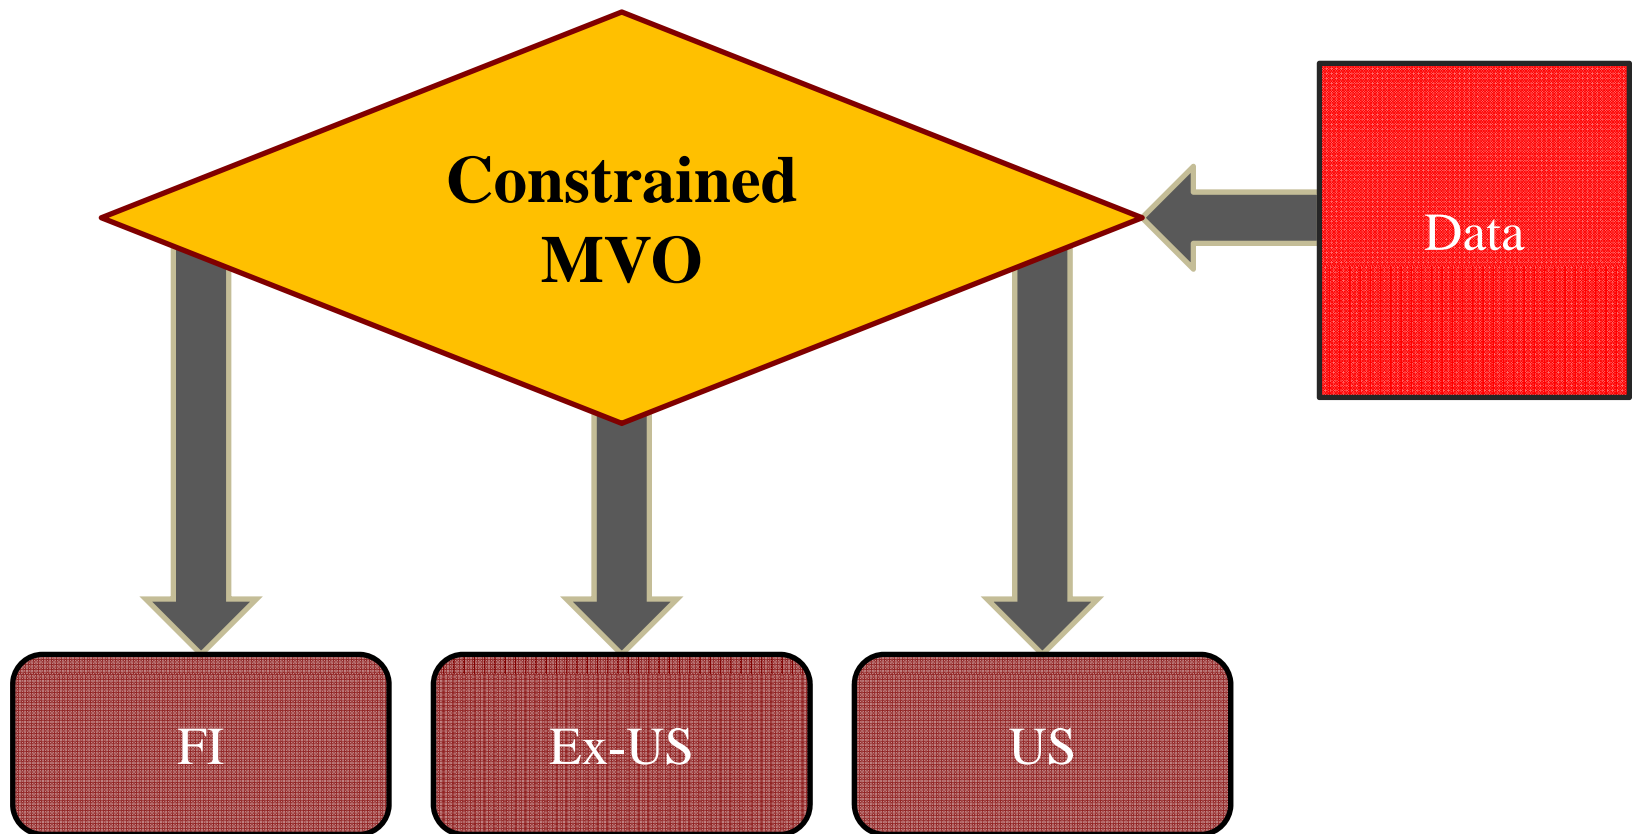 Constrained
MVO
Data
FI
Ex-US
US